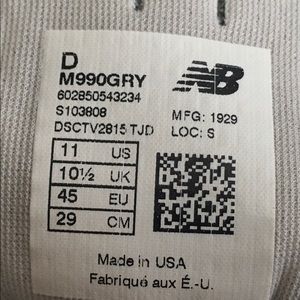 D
M990GRY
602850543234
S103808
DSCTV2815 TJD
NB
MFG: 1929
LOC: S
11 US
10½ UK
45 EU
29 CM
Made in USA
Fabriqué aux É.-U.